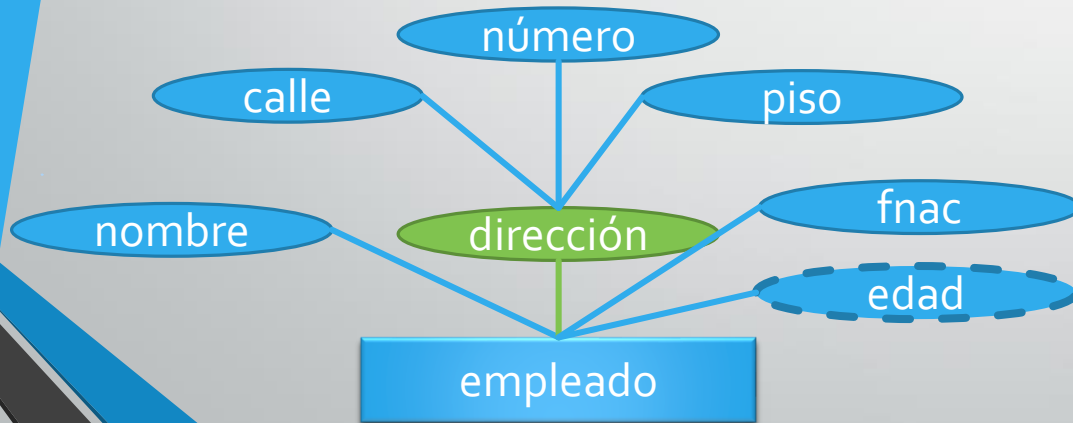 número
calle
piso
nombre
dirección
fnac
edad
empleado